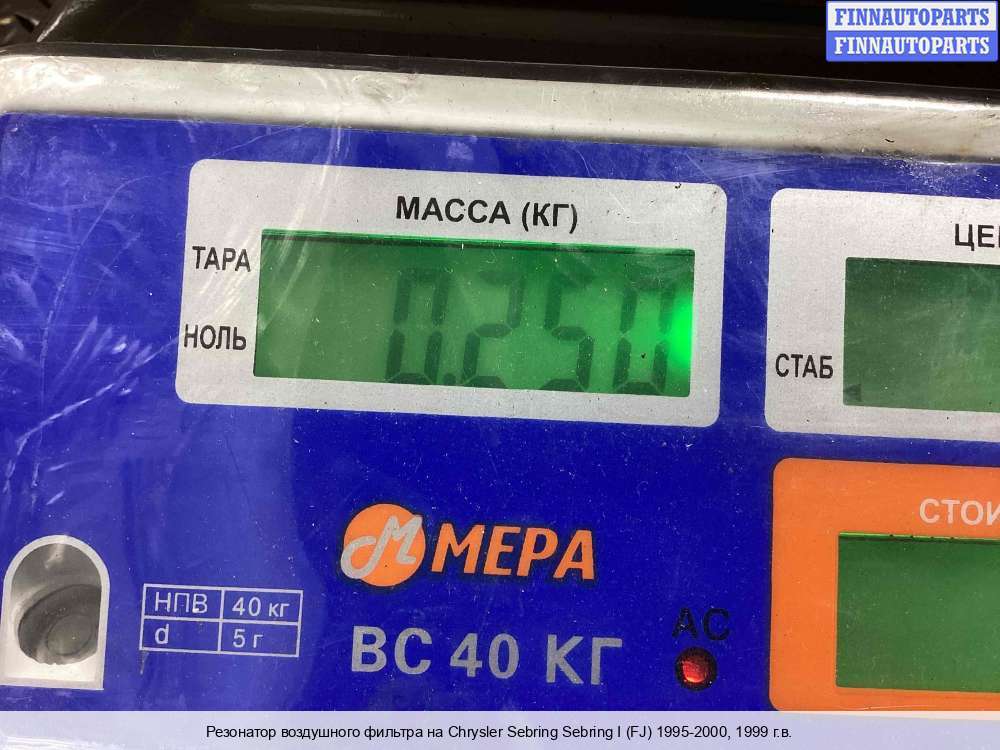 FINNAUTOPARTS
FINNAUTOPARTS
МАССА (КГ)
ТАРА
НОЛЬ
0.250
СТАБ
МЕРА
НПВ 40 кг
d 5 г
ВС 40 КГ
AC
Резонатор воздушного фильтра на Chrysler Sebring Sebring I (FJ) 1995-2000, 1999 г.в.